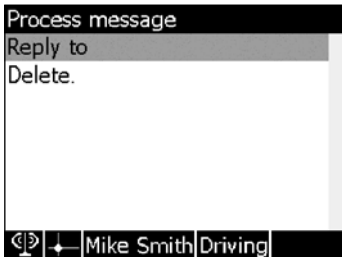 Process message
Reply to
Delete.
Mike Smith Driving